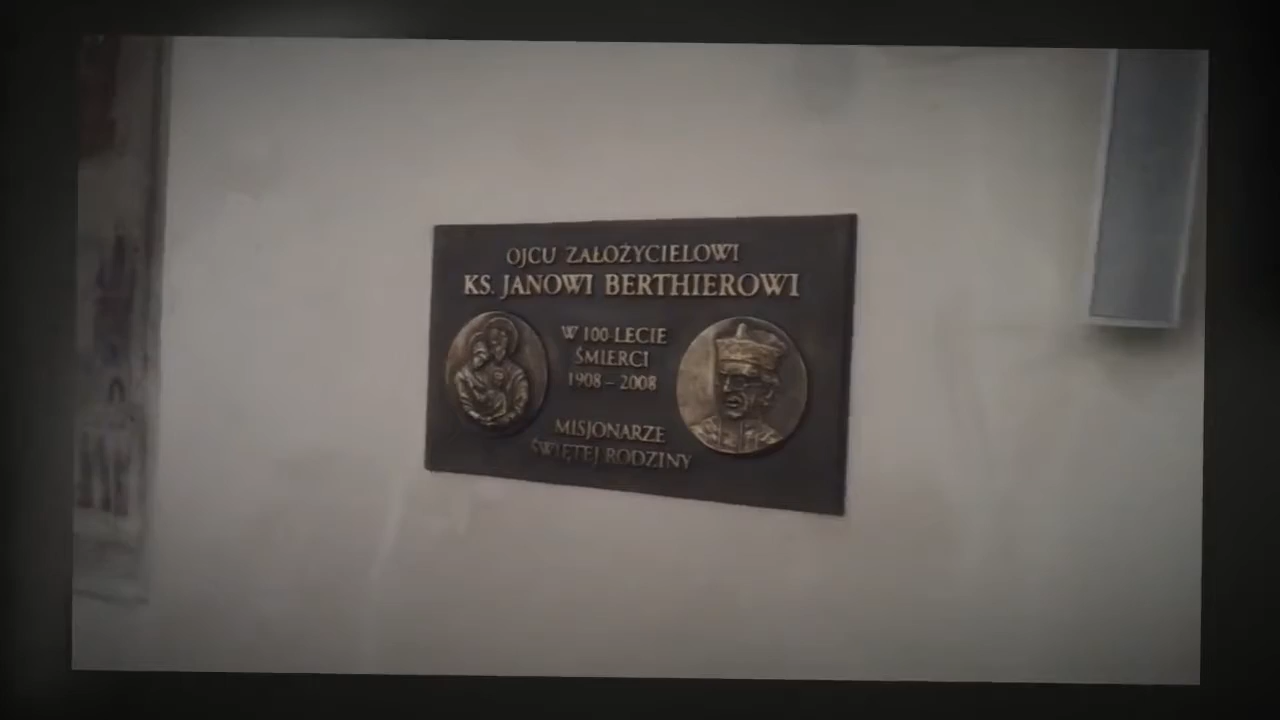 OJCU ZAŁOŻYCIELOWI
KS. JANOWI BERTHIEROWI
W 100-LECIE
ŚMIERCI
1908 – 2008
MISJONARZE
ŚWIĘTEJ RODZINY